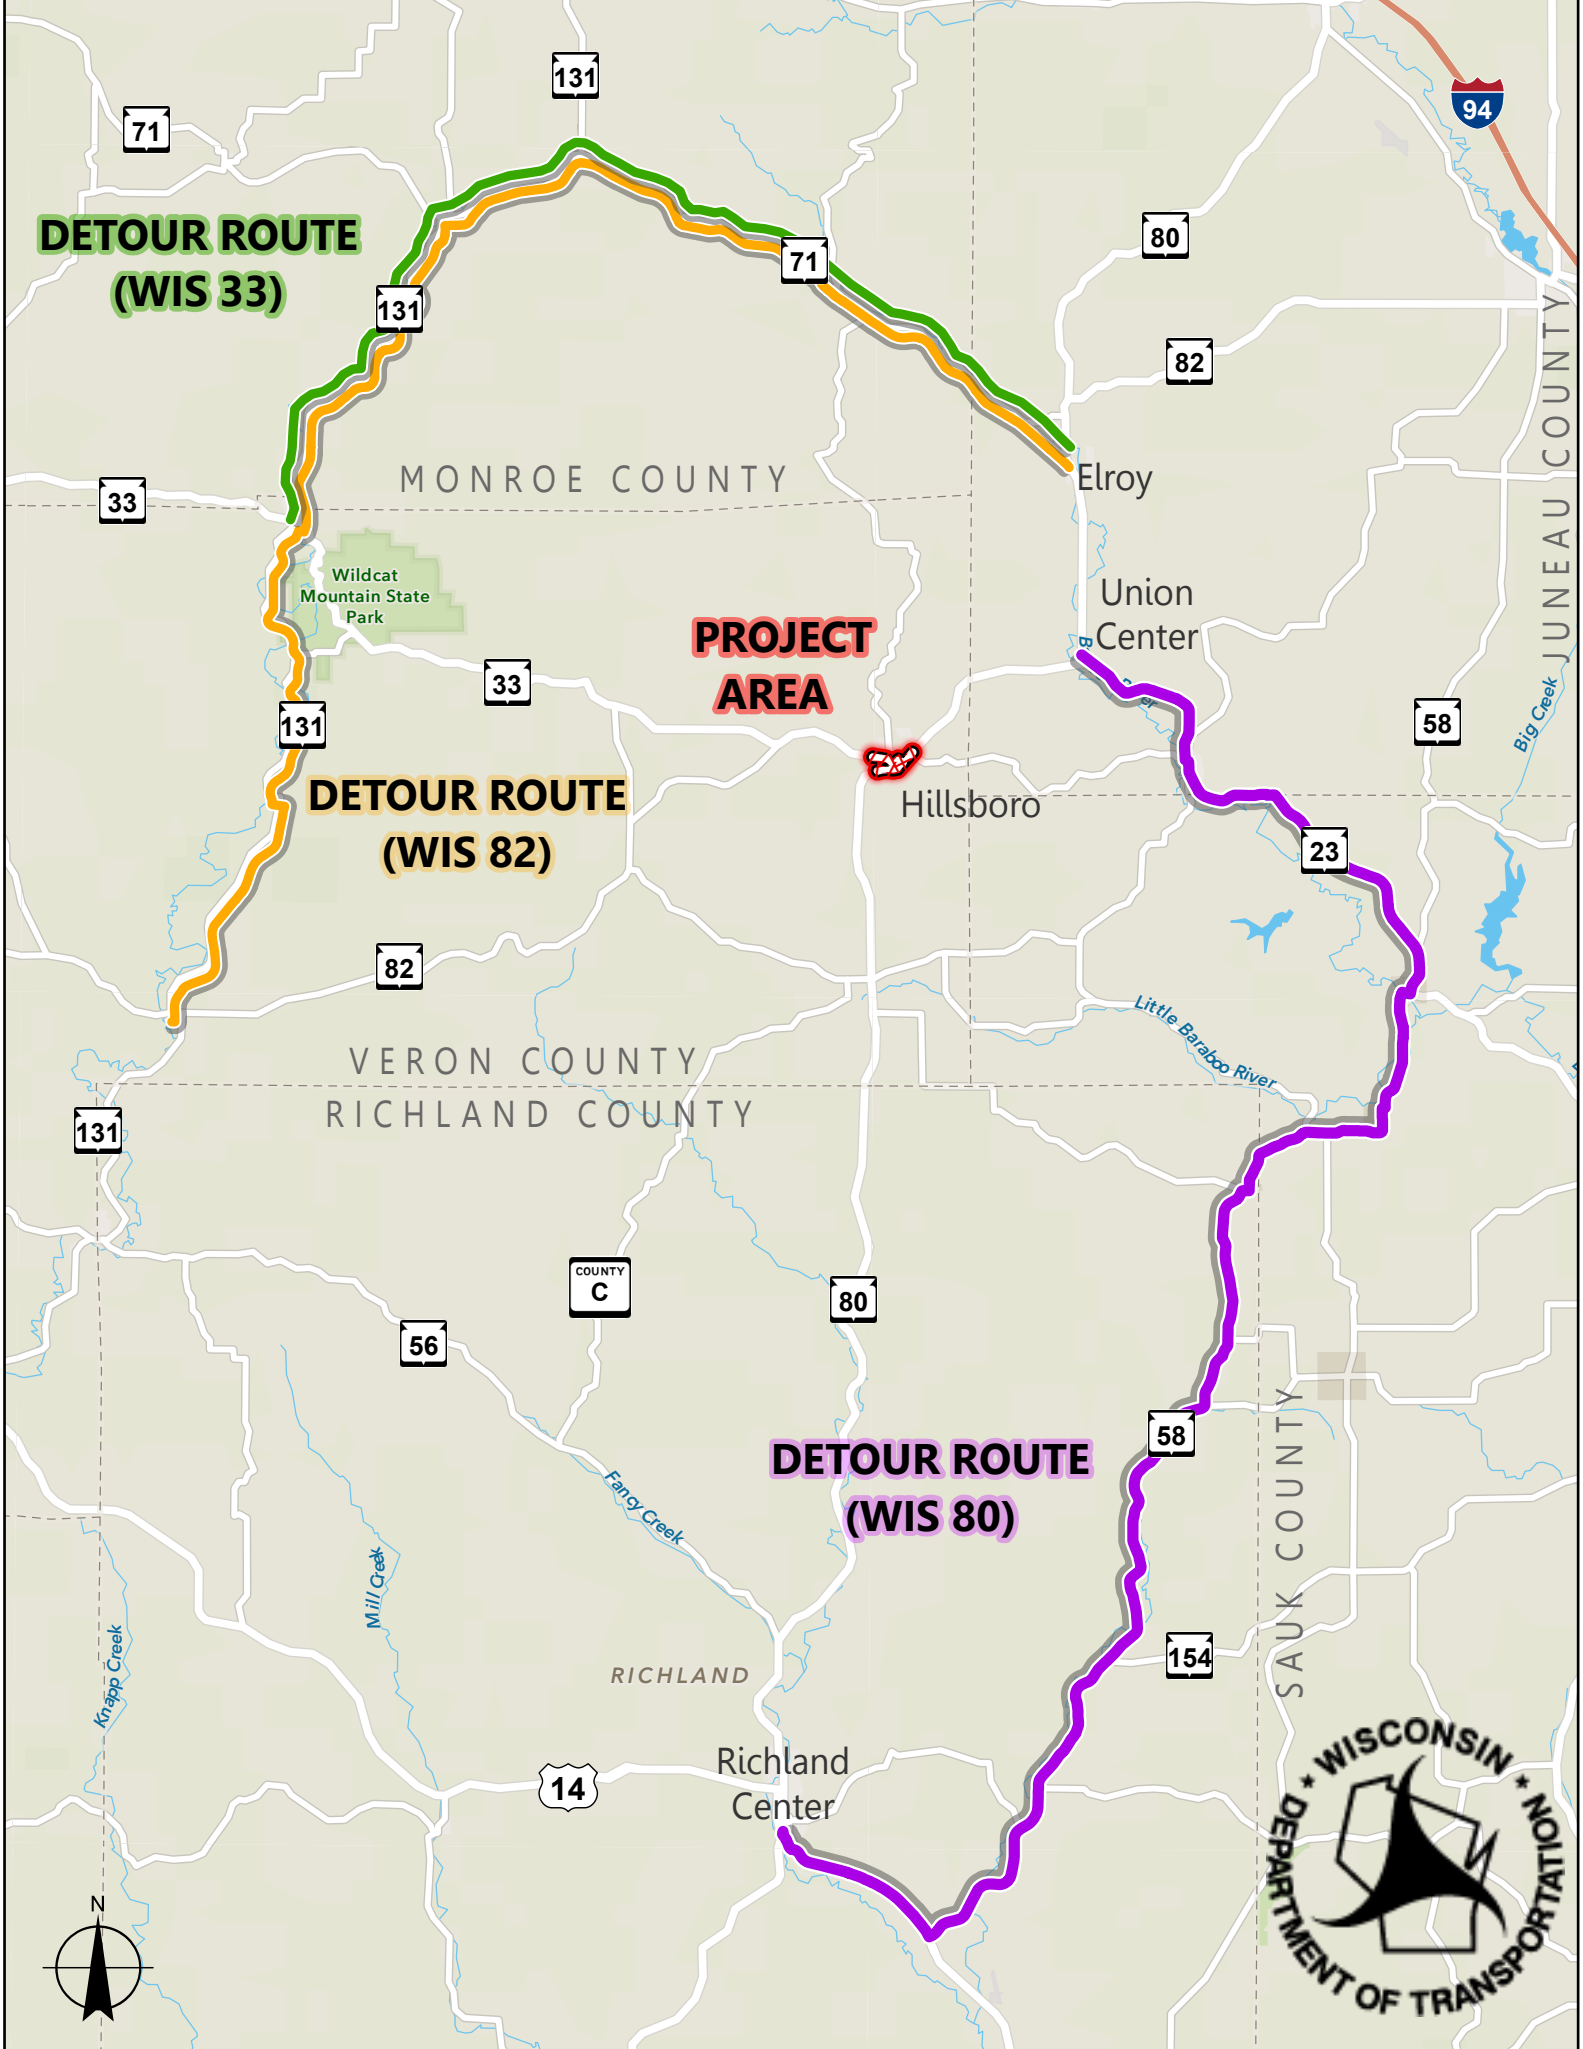 131
94
71
DETOUR ROUTE
(WIS 33)
80
71
131
82
JUNEAU COUNTY
MONROE COUNTY
Elroy
33
Wildcat
Mountain State
Park
Union
Center
B
PROJECT
AREA
33
Big Creek
58
131
DETOUR ROUTE
(WIS 82)
Hillsboro
23
82
Little Baraboo River
VERON COUNTY
RICHLAND COUNTY
131
COUNTY
C
80
56
58
DETOUR ROUTE
(WIS 80)
SAUK COUNTY
Fancy Creek
Mill Creek
Knapp Creek
154
RICHLAND
Richland
Center
14
N
WISCONSIN
DEPARTMENT OF TRANSPORTATION